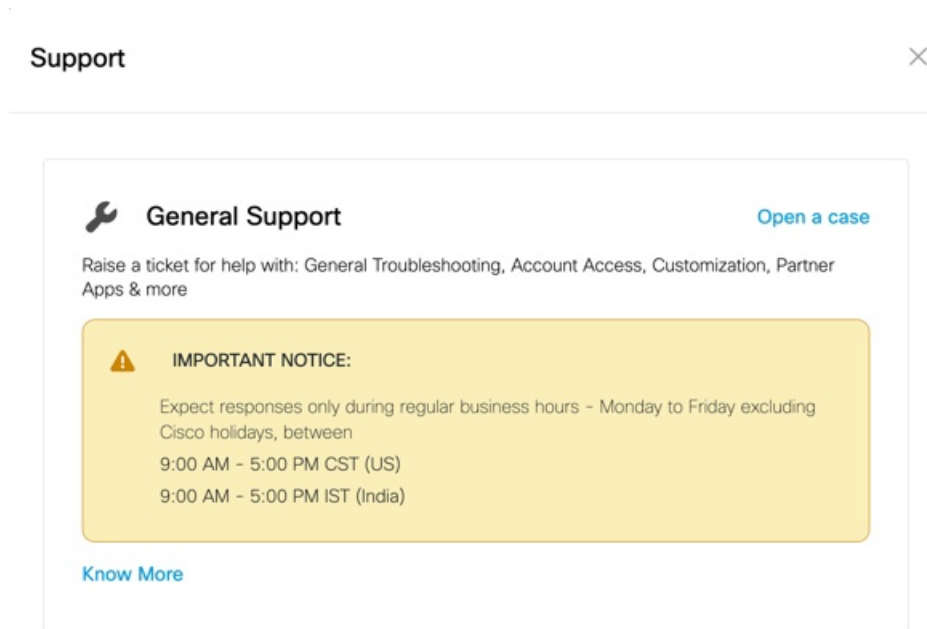 Support
General Support
Open a case
Raise a ticket for help with: General Troubleshooting, Account Access, Customization, Partner
Apps & more
IMPORTANT NOTICE:
Expect responses only during regular business hours - Monday to Friday excluding
Cisco holidays, between
9:00 AM - 5:00 PM CST (US)
9:00 AM - 5:00 PM IST (India)
Know More